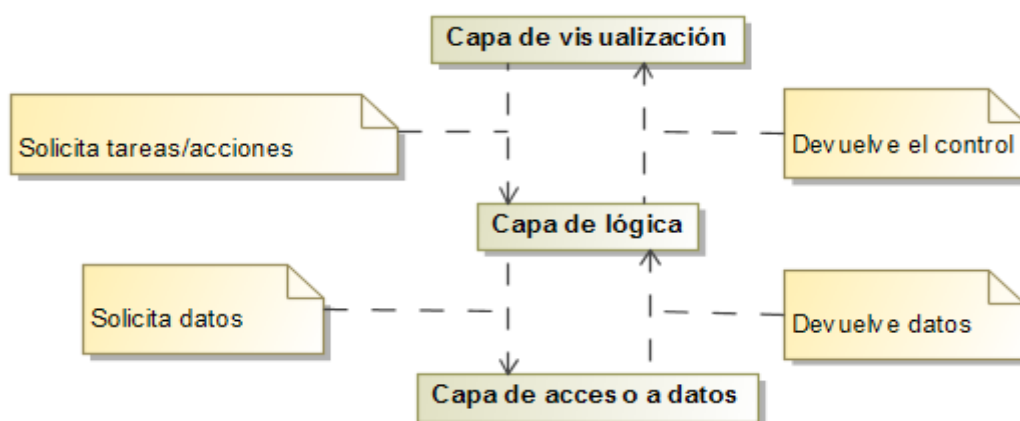 Capa de visualización
Solicita tareas/acciones
Devuelve el control
Capa de lógica
Solicita datos
Devuelve datos
Capa de acceso a datos